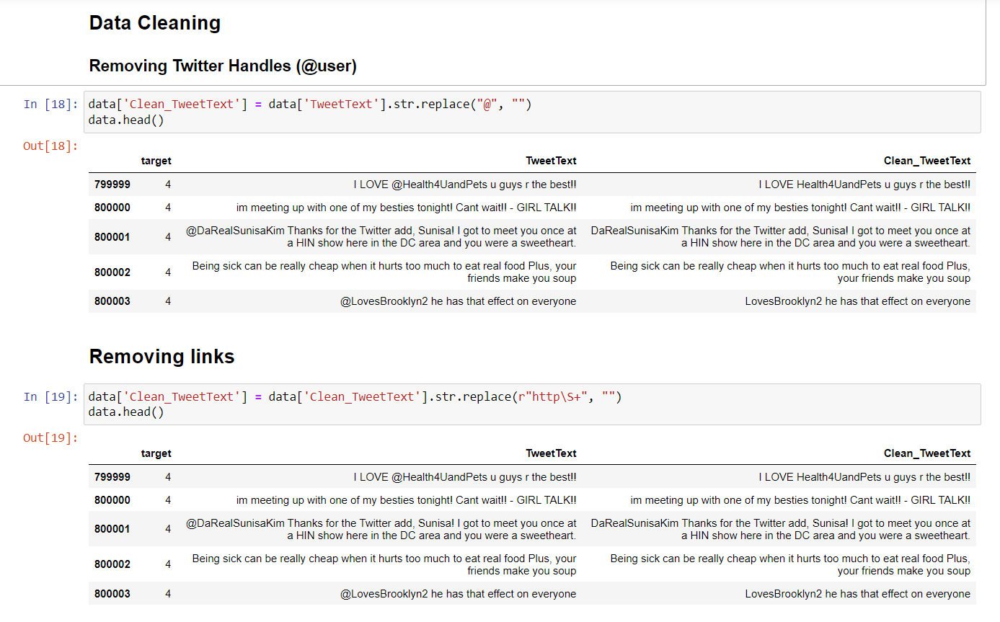 Data Cleaning
Removing Twitter Handles (@user)
In [18]: data['Clean_TweetText'] = data['TweetText'].str.replace("@", "")
data.head()
Out[18]:
target TweetText Clean_TweetText
799999 4 I LOVE @Health4UandPets u guys r the best!! I LOVE Health4UandPets u guys r the best!!
800000 4 im meeting up with one of my besties tonight! Cant wait!! - GIRL TALK!! im meeting up with one of my besties tonight! Cant wait!! - GIRL TALK!!
800001 4 @DaRealSunisaKim Thanks for the Twitter add, Sunisa! I got to meet you once at
a HIN show here in the DC area and you were a sweetheart.
DaRealSunisaKim Thanks for the Twitter add, Sunisa! I got to meet you once at
a HIN show here in the DC area and you were a sweetheart.
800002 4 Being sick can be really cheap when it hurts too much to eat real food Plus, your
friends make you soup
Being sick can be really cheap when it hurts too much to eat real food Plus,
your friends make you soup
800003 4 @LovesBrooklyn2 he has that effect on everyone LovesBrooklyn2 he has that effect on everyone
Removing links
In [19]: data['Clean_TweetText'] = data['Clean_TweetText'].str.replace(r"http\S+", "")
data.head()
Out[19]:
target TweetText Clean_TweetText
799999 4 I LOVE @Health4UandPets u guys r the best!! I LOVE Health4UandPets u guys r the best!!
800000 4 im meeting up with one of my besties tonight! Cant wait!! - GIRL TALK!! im meeting up with one of my besties tonight! Cant wait!! - GIRL TALK!!
800001 4 @DaRealSunisaKim Thanks for the Twitter add, Sunisa! I got to meet you once at
a HIN show here in the DC area and you were a sweetheart.
DaRealSunisaKim Thanks for the Twitter add, Sunisa! I got to meet you once at
a HIN show here in the DC area and you were a sweetheart.
800002 4 Being sick can be really cheap when it hurts too much to eat real food Plus, your
friends make you soup
Being sick can be really cheap when it hurts too much to eat real food Plus,
your friends make you soup
800003 4 @LovesBrooklyn2 he has that effect on everyone LovesBrooklyn2 he has that effect on everyone